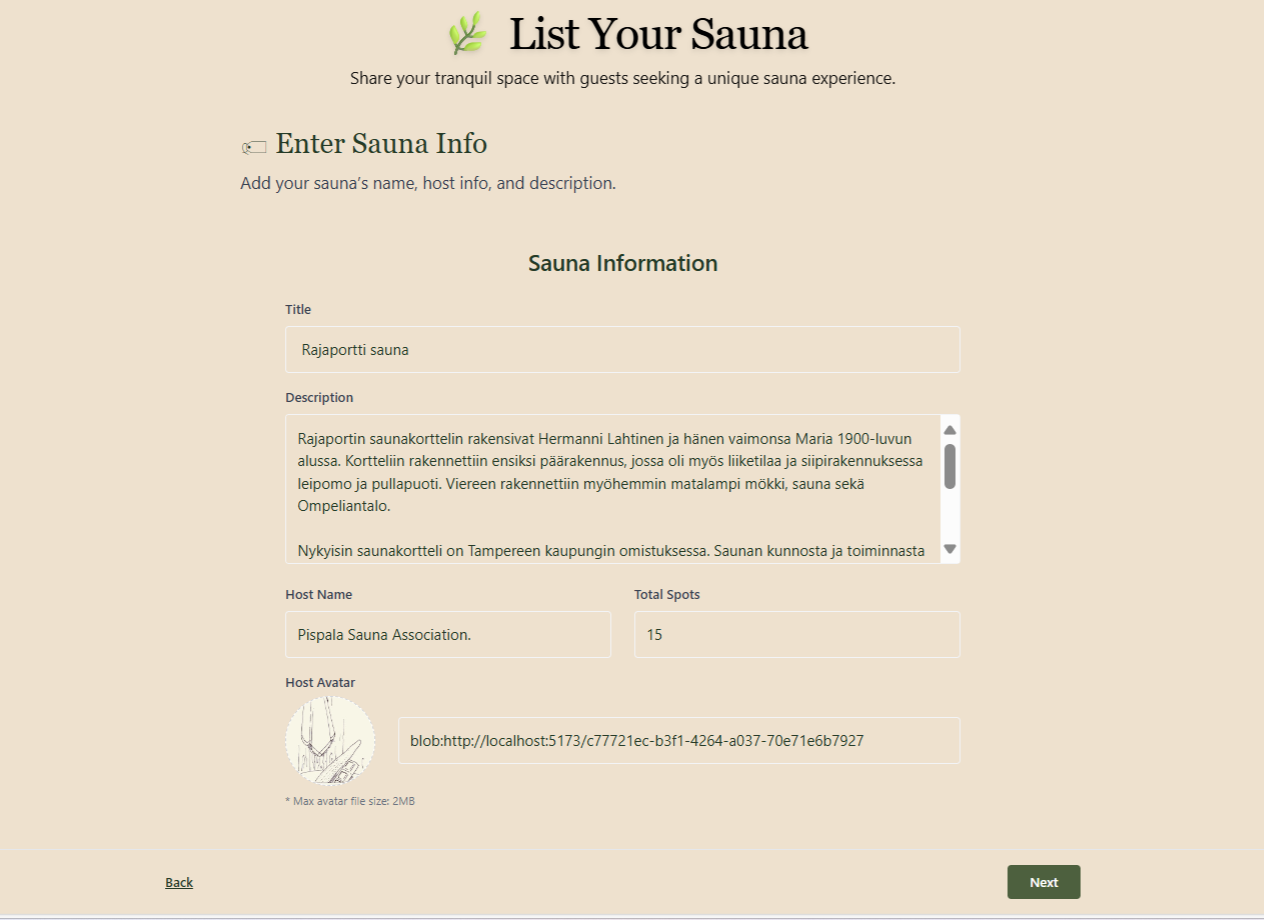 List Your Sauna
Share your tranquil space with guests seeking a unique sauna experience.
Enter Sauna Info
Add your sauna’s name, host info, and description.
Sauna Information
Title
Rajaportti sauna
Description
Rajaportin saunakorttelin rakensivat Hermanni Lahtinen ja hänen vaimonsa Maria 1900-luvun
alussa. Kortteliin rakennettiin ensiksi päärakennus, jossa oli myös liiketilaa ja siipirakennuksessa
leipomo ja pullapuoti. Viereen rakennettiin myöhemmin matalampi mökki, sauna sekä
Ompeliantalo.
Nykyisin saunakortteli on Tampereen kaupungin omistuksessa. Saunan kunnosta ja toiminnasta
Host Name
Total Spots
Pispala Sauna Association.
15
Host Avatar
blob:http://localhost:5173/c77721ec-b3f1-4264-a037-70e71e6b7927
* Max avatar file size: 2MB
Back
Next